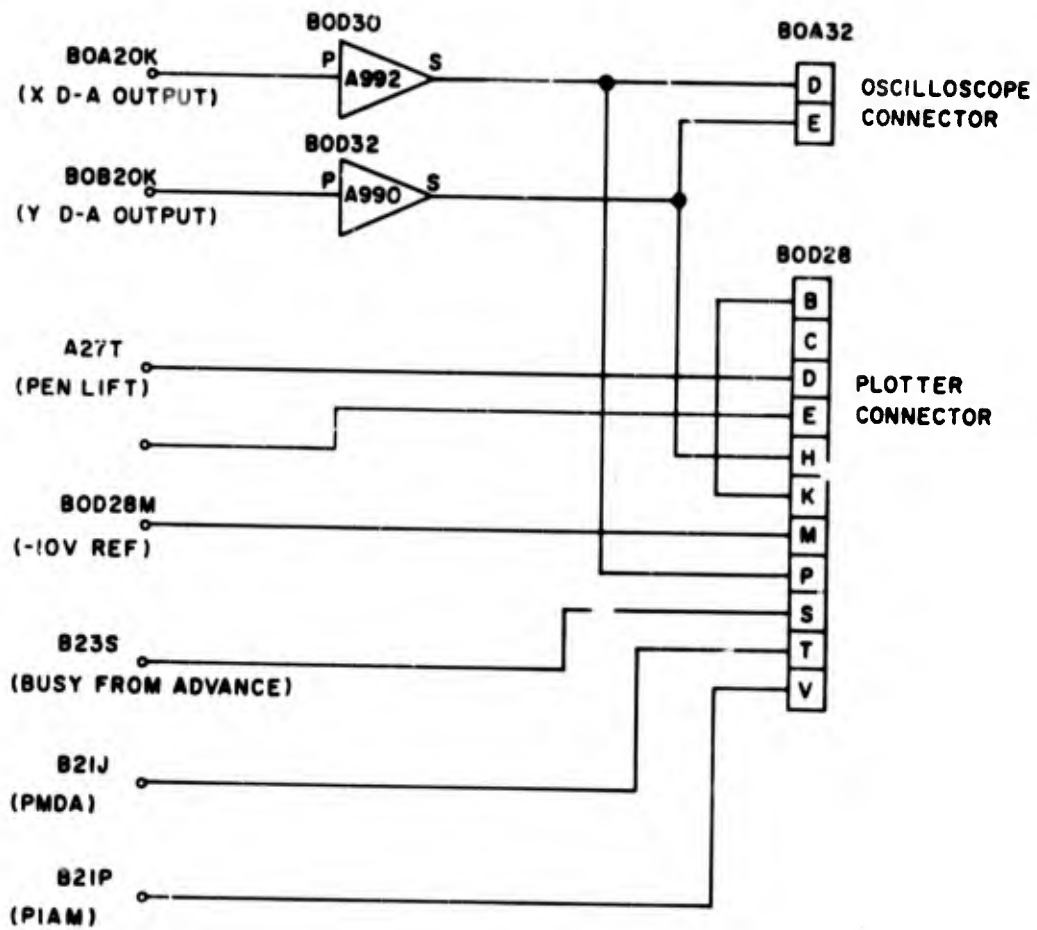 BOD30
BOA32
BOA20K
P
A992
S
(X D-A OUTPUT)
D
E
OSCILLOSCOPE
CONNECTOR
BOD32
BOB20K
P
A990
S
(Y D-A OUTPUT)
BOD28
B
C
D
E
H
K
M
P
S
T
V
PLOTTER
CONNECTOR
A27T
(PEN LIFT)
BOD28M
(-10V REF)
B23S
(BUSY FROM ADVANCE)
B21J
(PMDA)
B21P
(PIAM)